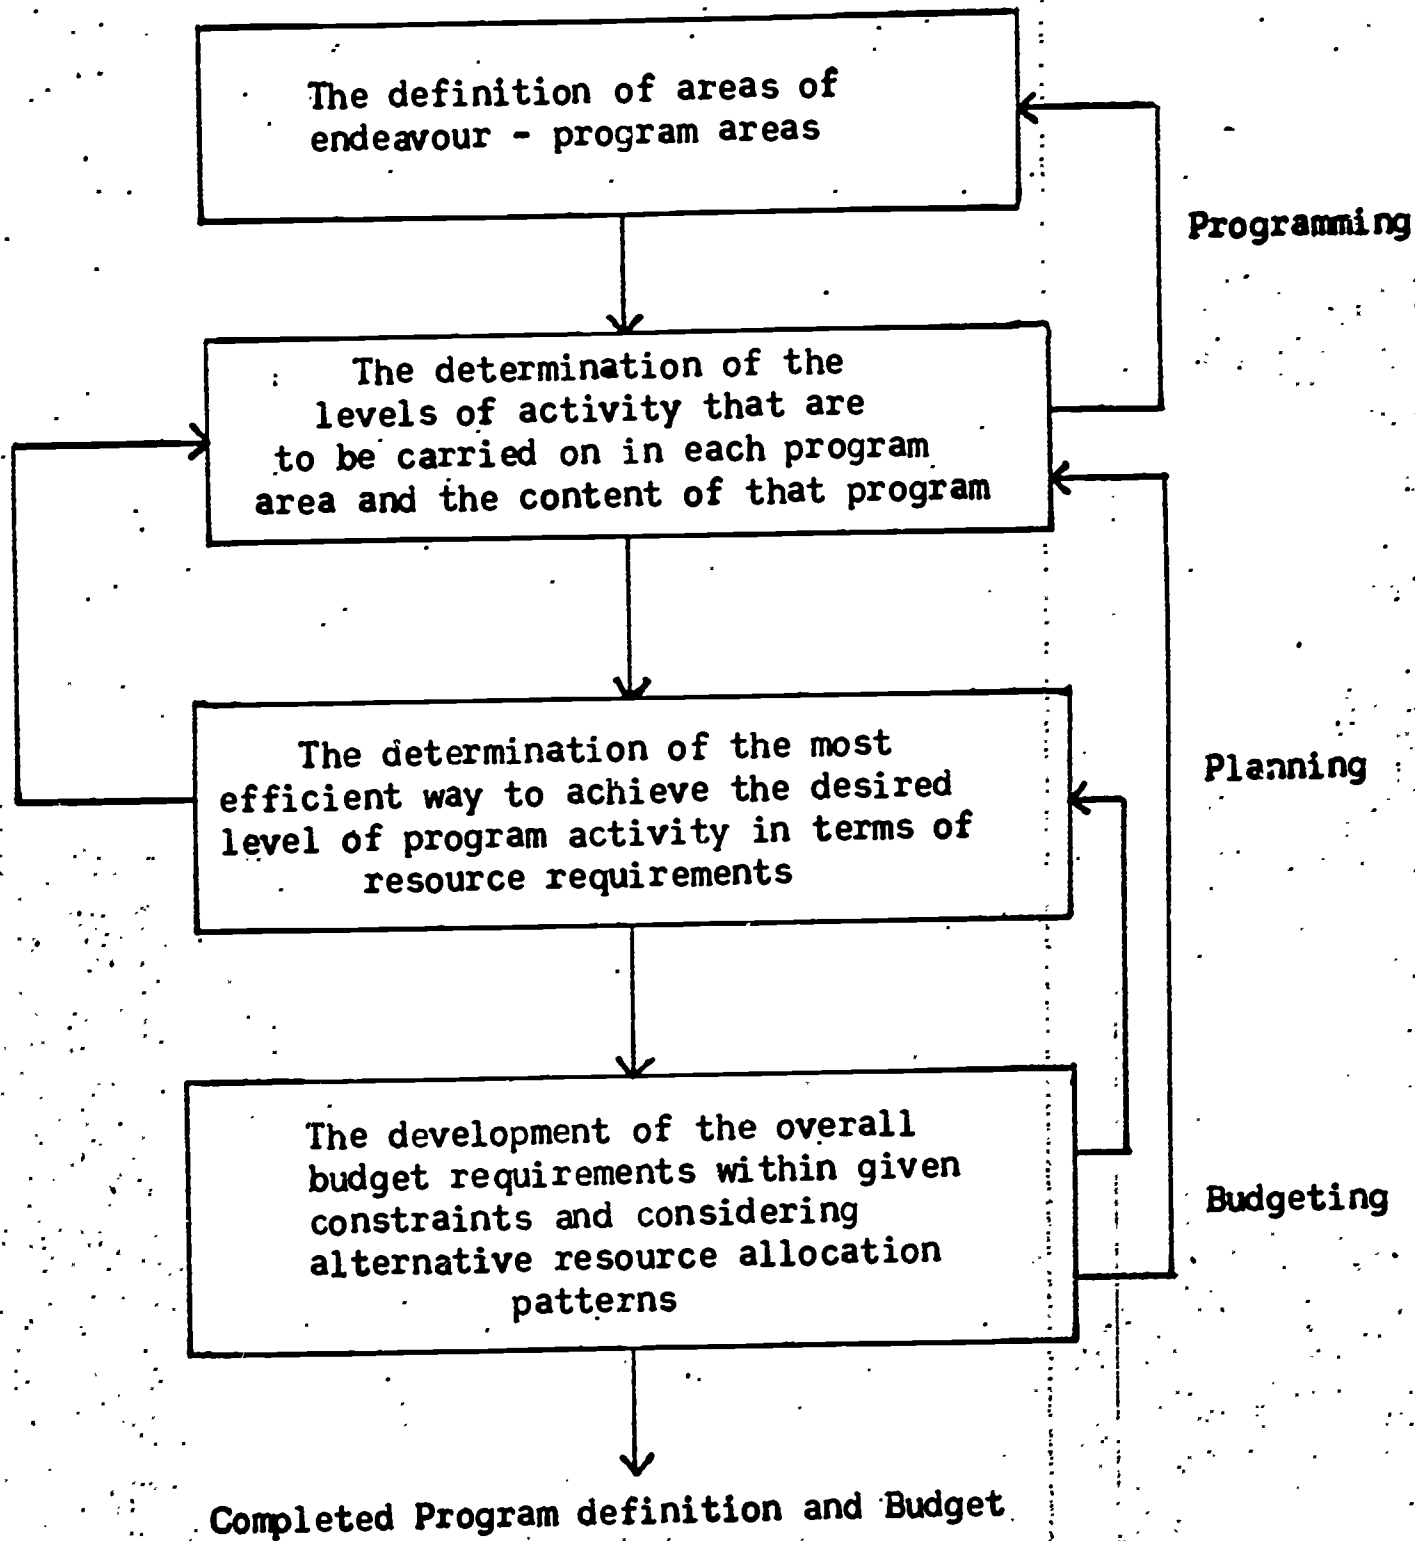 The definition of areas of
endeavour - program areas
Programming
The determination of the
levels of activity that are
to be carried on in each program
area and the content of that program
The determination of the most
efficient way to achieve the desired
level of program activity in terms of
resource requirements
Planning
The development of the overall
budget requirements within given
constraints and considering
alternative resource allocation
patterns
Budgeting
Completed Program definition and Budget